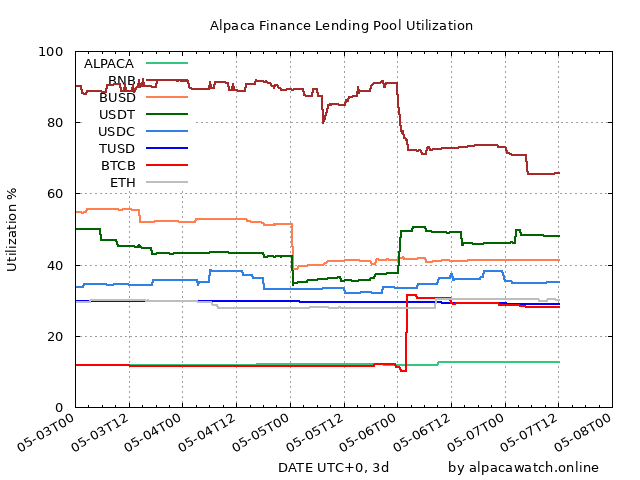 Alpaca Finance Lending Pool Utilization
Utilization %
100
80
60
40
20
0
ALPACA
BNB
BUSD
USDT
USDC
TUSD
BTCB
ETH
05-03T00
05-03T12
05-04T00
05-04T12
05-05T00
05-05T12
05-06T00
05-06T12
05-07T00
05-07T12
05-08T00
DATE UTC+0, 3d
by alpacawatch.online